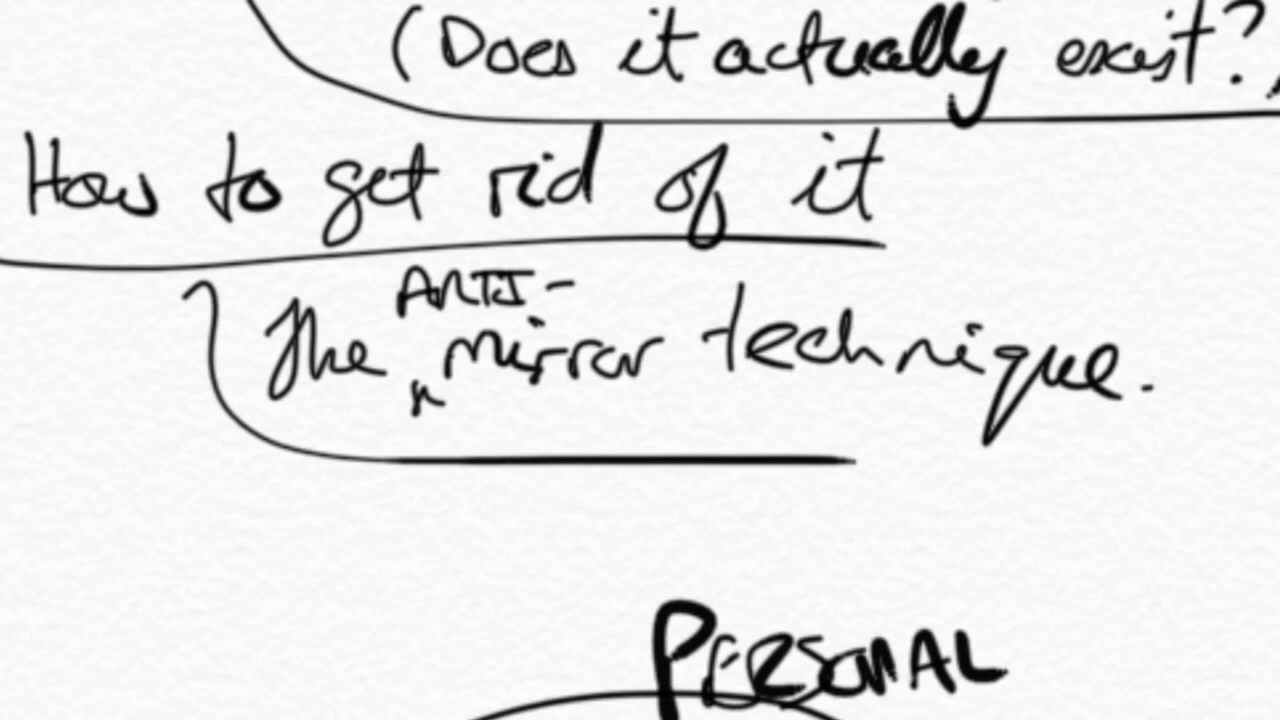 (Does it actually exist?)
How to get rid of it
The ANTI-mirror technique.
PERSONAL